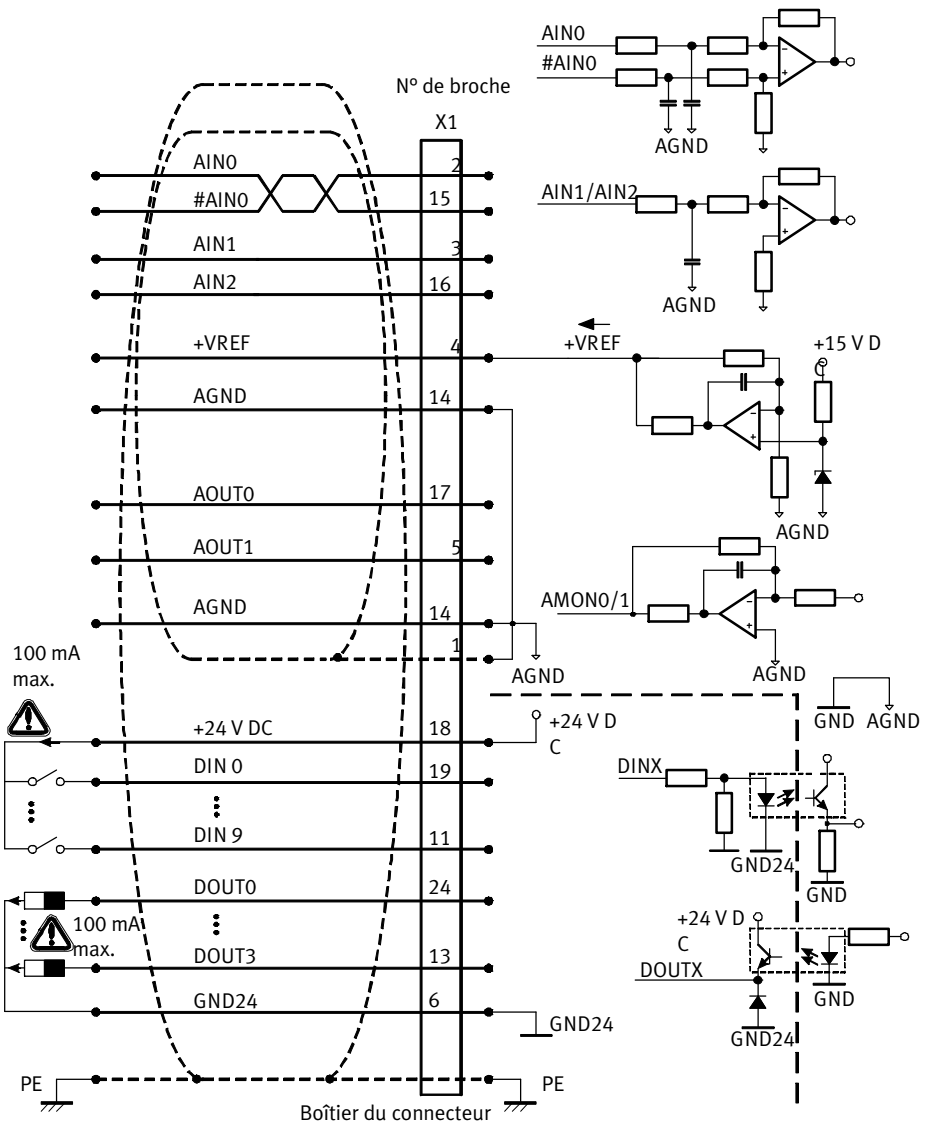 N° de broche
X1
AIN0
2
#AIN0
15
AIN1
3
AIN2
16
+VREF
4
AGND
14
AOUT0
17
AOUT1
5
AGND
14
1
AGND
100 mA
max.
+24 V DC
18
+24 V D
C
DIN 0
19
DIN 9
11
DOUT0
24
100 mA
max.
DOUT3
13
GND24
6
GND24
PE
PE
Boîtier du connecteur
AIN0
#AIN0
AGND
AIN1/AIN2
AGND
+VREF
+15 V D
C
AGND
AMON0/1
AGND
GND
AGND
DINX
GND24
GND
+24 V D
C
DOUTX
GND
GND24